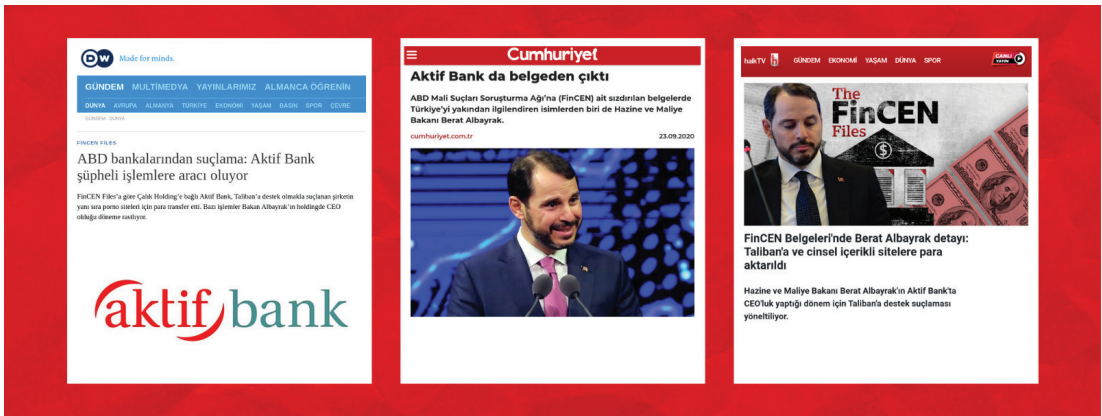 DW Made for minds.
GÜNDEM MULTİMEDYA YAYINLARIMIZ ALMANCA ÖĞRENİN
DÜNYA AVRUPA ALMANYA TÜRKİYE EKONOMİ YAŞAM BASIN SPOR ÇEVRE
GÜNDEM DÜNYA
FINCEN FILES
ABD bankalarından suçlama: Aktif Bank
şüpheli işlemlere aracı oluyor
FinCEN Files'a göre Çalık Holding'e bağlı Aktif Bank, Taliban'a destek olmakla suçlanan şirketin
yanı sıra porno siteleri için para transfer etti. Bazı işlemler Bakan Albayrak'ın holdingde CEO
olduğu döneme rastlıyor.
aktif bank
Cumhuriyet
Aktif Bank da belgeden çıktı
ABD Mali Suçları Soruşturma Ağı'na (FinCEN) ait sızdırılan belgelerde
Türkiye'yi yakından ilgilendiren isimlerden biri de Hazine ve Maliye
Bakanı Berat Albayrak.
cumhuriyet.com.tr 23.09.2020
halkTV GÜNDEM EKONOMİ YAŞAM DÜNYA SPOR CANLI YAYIN
The
FinCEN
Files
FinCEN Belgeleri'nde Berat Albayrak detayı:
Taliban'a ve cinsel içerikli sitelere para
aktarıldı
Hazine ve Maliye Bakanı Berat Albayrak'ın Aktif Bank'ta
CEO'luk yaptığı dönem için Taliban'a destek suçlaması
yöneltiliyor.